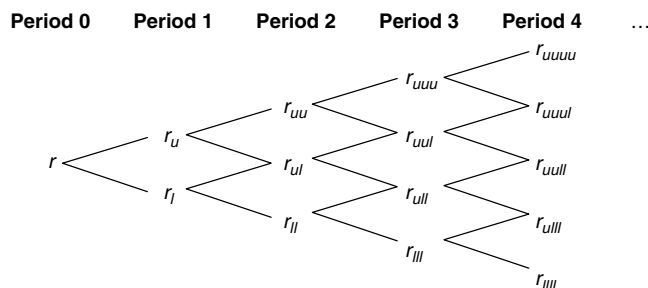 Period 0 Period 1 Period 2 Period 3 Period 4 …
r_uuuu
r_uuu
r_uu r_uuul
r_u r_uul
r r_ul r_uull
r_l r_ull
r_ll r_ulll
r_lll
r_llll